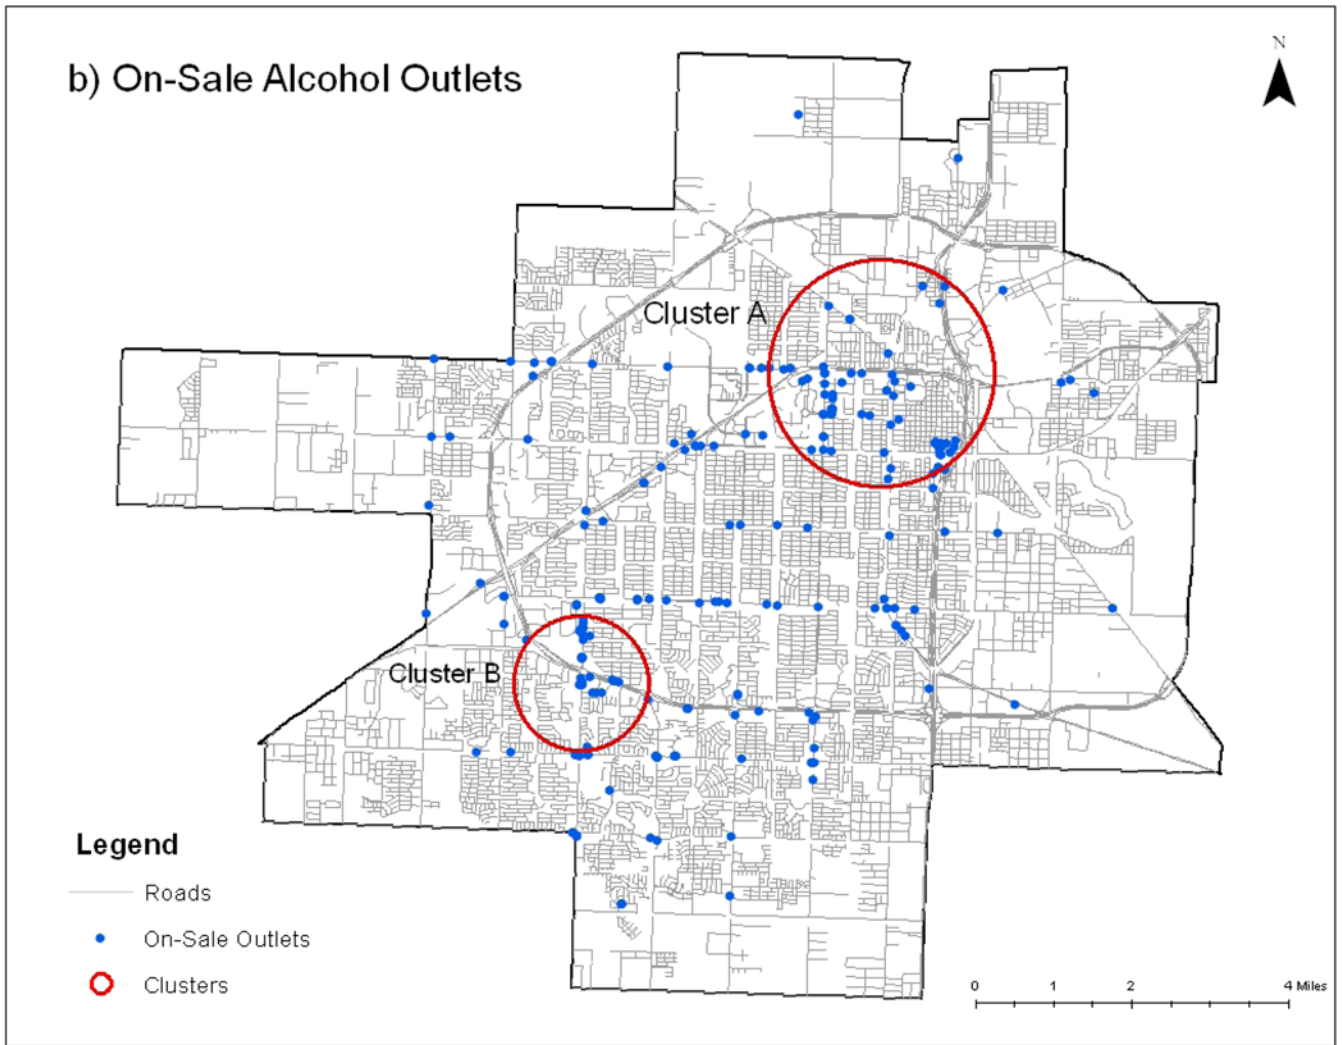 b) On-Sale Alcohol Outlets
N
Cluster A
Cluster B
Legend
Roads
On-Sale Outlets
Clusters
0 1 2 4 Miles